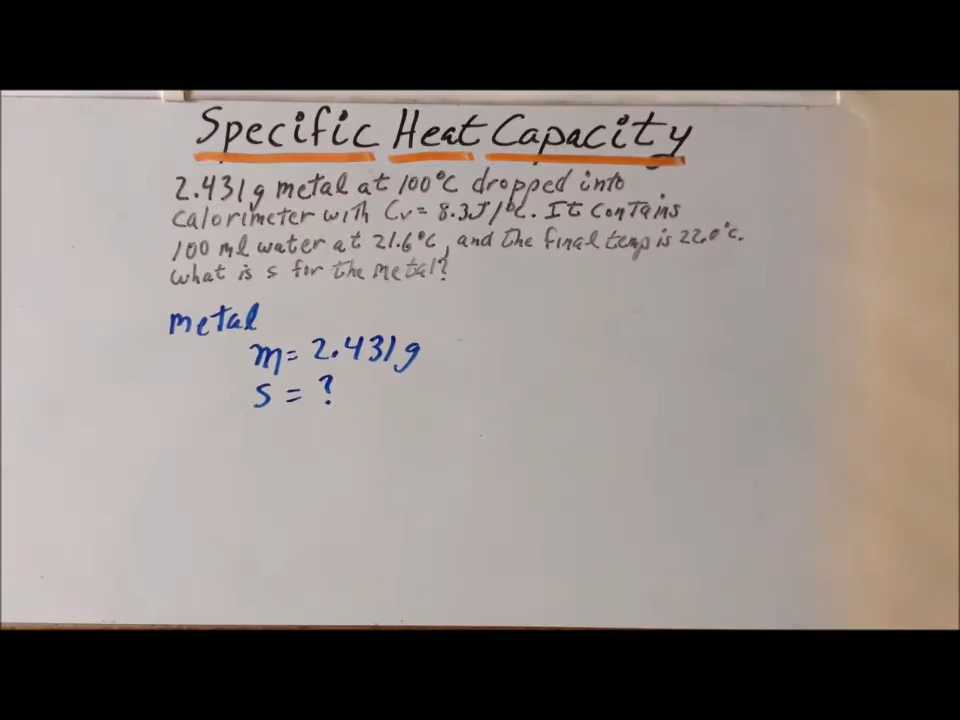 Specific Heat Capacity
2.431g metal at 100°C dropped into
calorimeter with Cv= 8.3J/°C. It contains
100 ml water at 21.6°C, and the final temp is 22.0°C.
What is s for the metal?
metal
m= 2.431g
s = ?